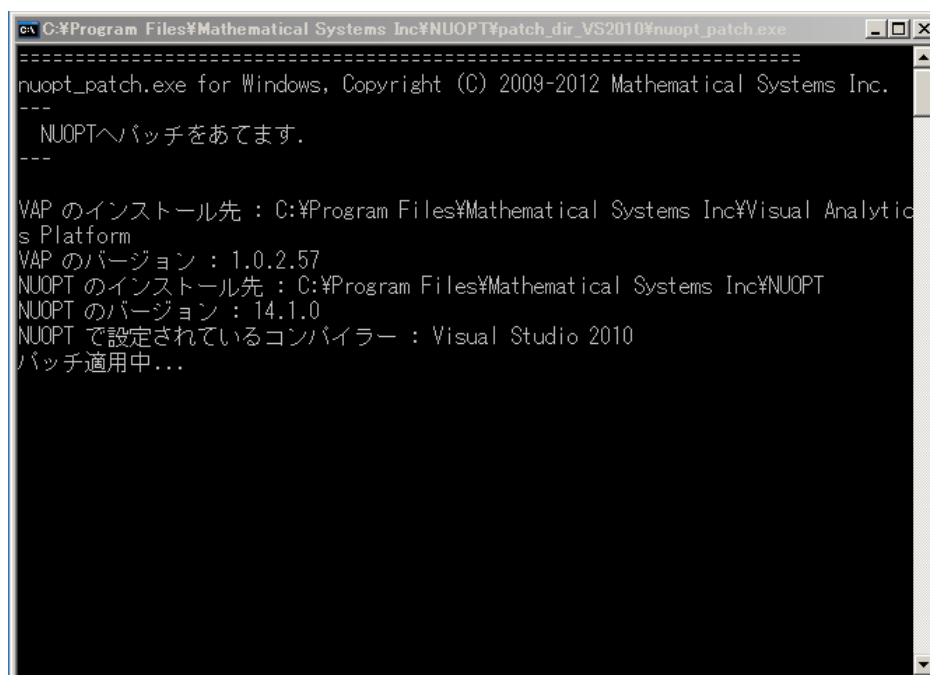 C:¥Program Files¥Mathematical Systems Inc¥NUOPT¥patch_dir_VS2010¥nuopt_patch.exe
======================================================================
nuopt_patch.exe for Windows, Copyright (C) 2009-2012 Mathematical Systems Inc.
---
NUOPTへパッチをあてます.
---
VAP のインストール先 : C:¥Program Files¥Mathematical Systems Inc¥Visual Analytic
s Platform
VAP のバージョン : 1.0.2.57
NUOPT のインストール先 : C:¥Program Files¥Mathematical Systems Inc¥NUOPT
NUOPT のバージョン : 14.1.0
NUOPT で設定されているコンパイラー : Visual Studio 2010
パッチ適用中...